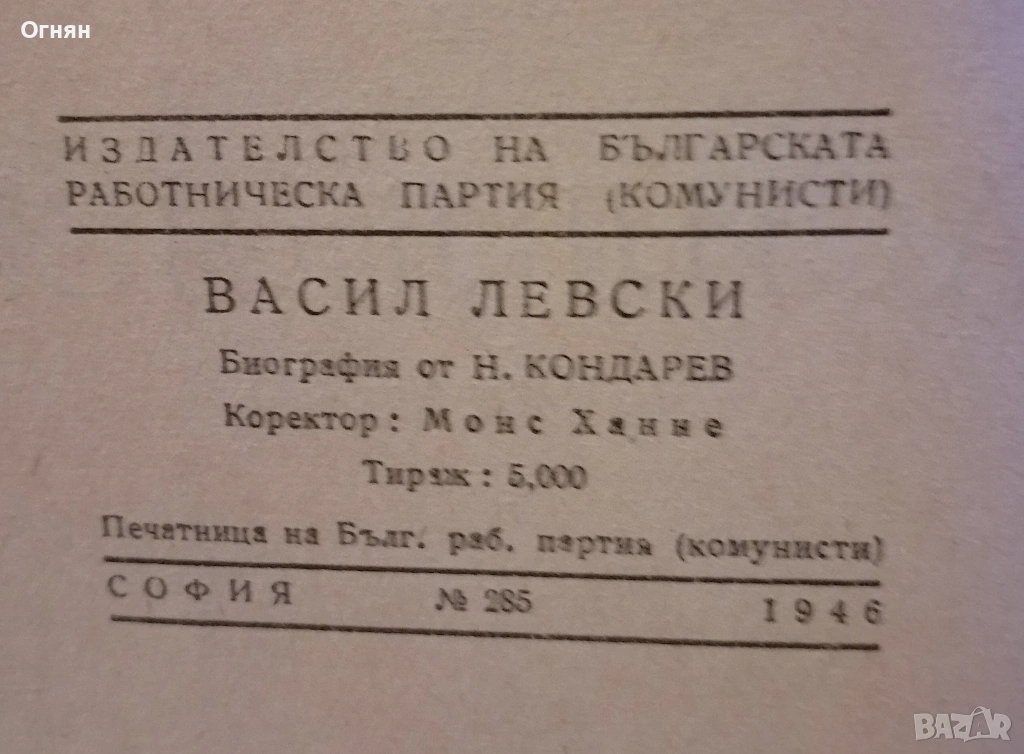 Огнян
ИЗДАТЕЛСТВО НА БЪЛГАРСКАТА
РАБОТНИЧЕСКА ПАРТИЯ (КОМУНИСТИ)
ВАСИЛ ЛЕВСКИ
Биография от Н. КОНДАРЕВ
Коректор: Монс Ханне
Тираж: 5,000
Печатница на Бълг. раб. партия (комунисти)
СОФИЯ № 285 1946
BAZAR